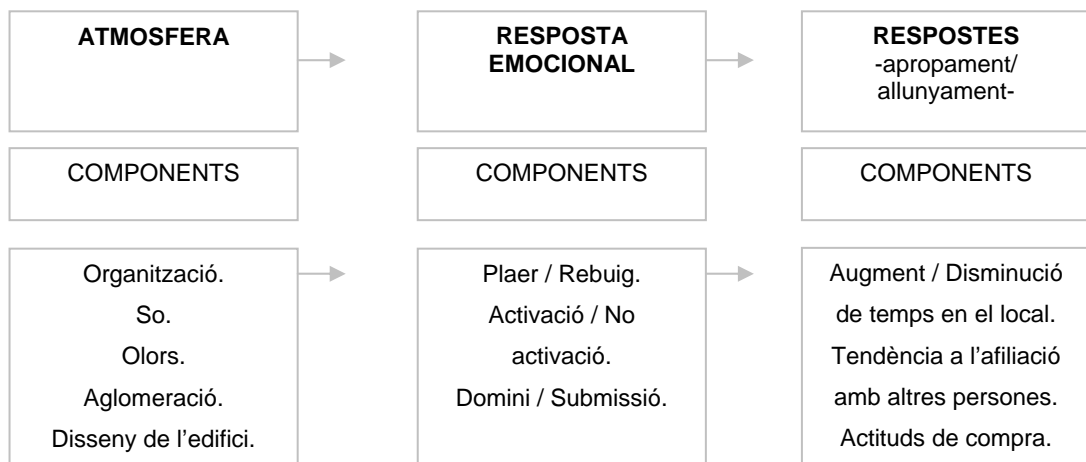 ATMOSFERA
RESPOSTA
EMOCIONAL
RESPOSTES
-apropament/
allunyament-
COMPONENTS
COMPONENTS
COMPONENTS
Organització.
So.
Olors.
Aglomeració.
Disseny de l’edifici.
Plaer / Rebuig.
Activació / No
activació.
Domini / Submissió.
Augment / Disminució
de temps en el local.
Tendència a l’afiliació
amb altres persones.
Actituds de compra.